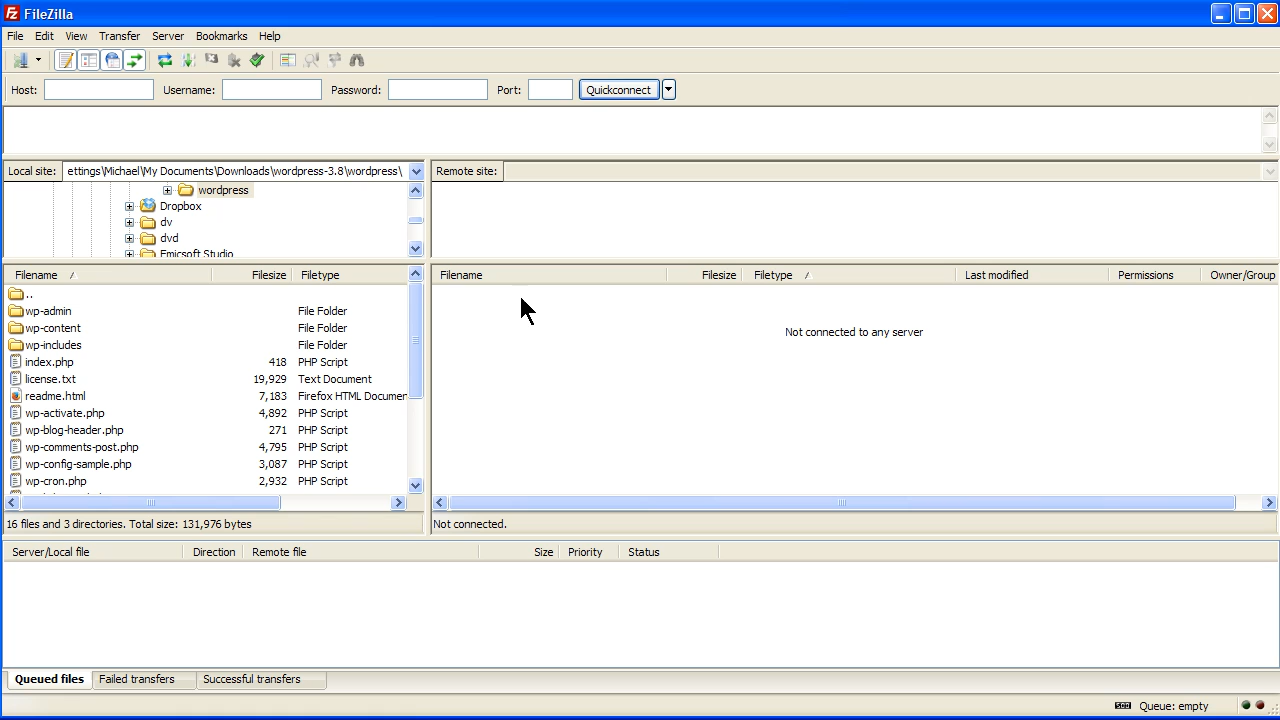 FileZilla
File Edit View Transfer Server Bookmarks Help
Host: Username: Password: Port: Quickconnect
Local site: ettings\Michael\My Documents\Downloads\wordpress-3.8\wordpress\
Remote site:
wordpress
Dropbox
dv
dvd
Emicsoft Studio
Filename Filesize Filetype
..
wp-admin File Folder
wp-content File Folder
wp-includes File Folder
index.php 418 PHP Script
license.txt 19,929 Text Document
readme.html 7,183 Firefox HTML Documen
wp-activate.php 4,892 PHP Script
wp-blog-header.php 271 PHP Script
wp-comments-post.php 4,795 PHP Script
wp-config-sample.php 3,087 PHP Script
wp-cron.php 2,932 PHP Script
16 files and 3 directories. Total size: 131,976 bytes
Filename Filesize Filetype Last modified Permissions Owner/Group
Not connected to any server
Not connected.
Server/Local file Direction Remote file Size Priority Status
Queued files Failed transfers Successful transfers
Queue: empty